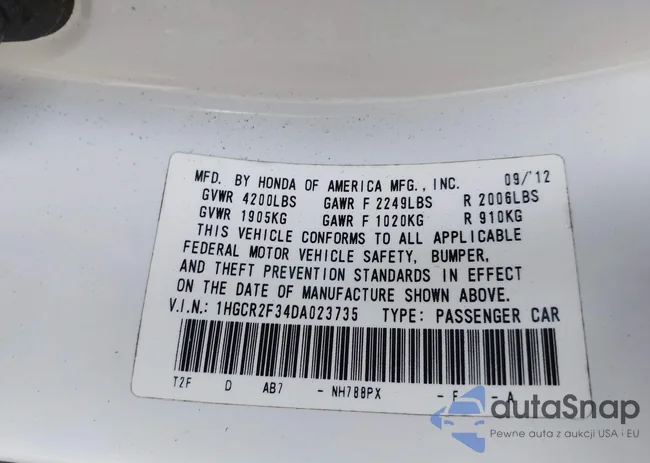 MFD. BY HONDA OF AMERICA MFG., INC. 09/'12
GVWR 4200LBS GAWR F 2249LBS R 2006LBS
GVWR 1905KG GAWR F 1020KG R 910KG
THIS VEHICLE CONFORMS TO ALL APPLICABLE
FEDERAL MOTOR VEHICLE SAFETY, BUMPER,
AND THEFT PREVENTION STANDARDS IN EFFECT
ON THE DATE OF MANUFACTURE SHOWN ABOVE.
V.I.N.: 1HGCR2F34DA023735 TYPE: PASSENGER CAR
T2F D AB7 - NH788PX - F - A
autaSnap
Pewne auta z aukcji USA i EU